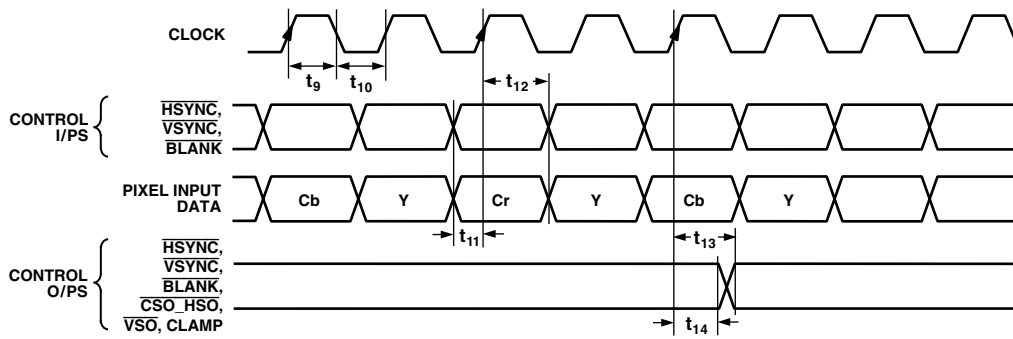 CLOCK
t9
t10
t12
CONTROL
I/PS
HSYNC,
VSYNC,
BLANK
PIXEL INPUT
DATA
Cb
Y
Cr
Y
Cb
Y
t11
t13
CONTROL
O/PS
HSYNC,
VSYNC,
BLANK,
CSO_HSO,
VSO, CLAMP
t14